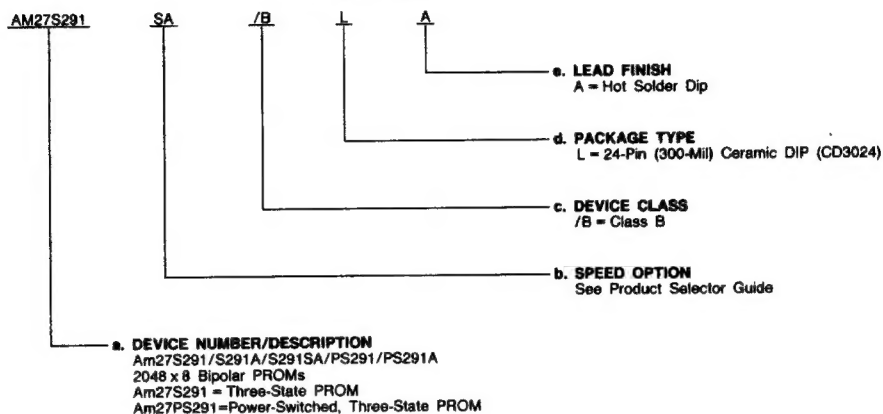 AM27S291 SA /B L A
e. LEAD FINISH
A = Hot Solder Dip
d. PACKAGE TYPE
L = 24-Pin (300-Mil) Ceramic DIP (CD3024)
c. DEVICE CLASS
/B = Class B
b. SPEED OPTION
See Product Selector Guide
a. DEVICE NUMBER/DESCRIPTION
Am27S291/S291A/S291SA/PS291/PS291A
2048 x 8 Bipolar PROMs
Am27S291 = Three-State PROM
Am27PS291=Power-Switched, Three-State PROM